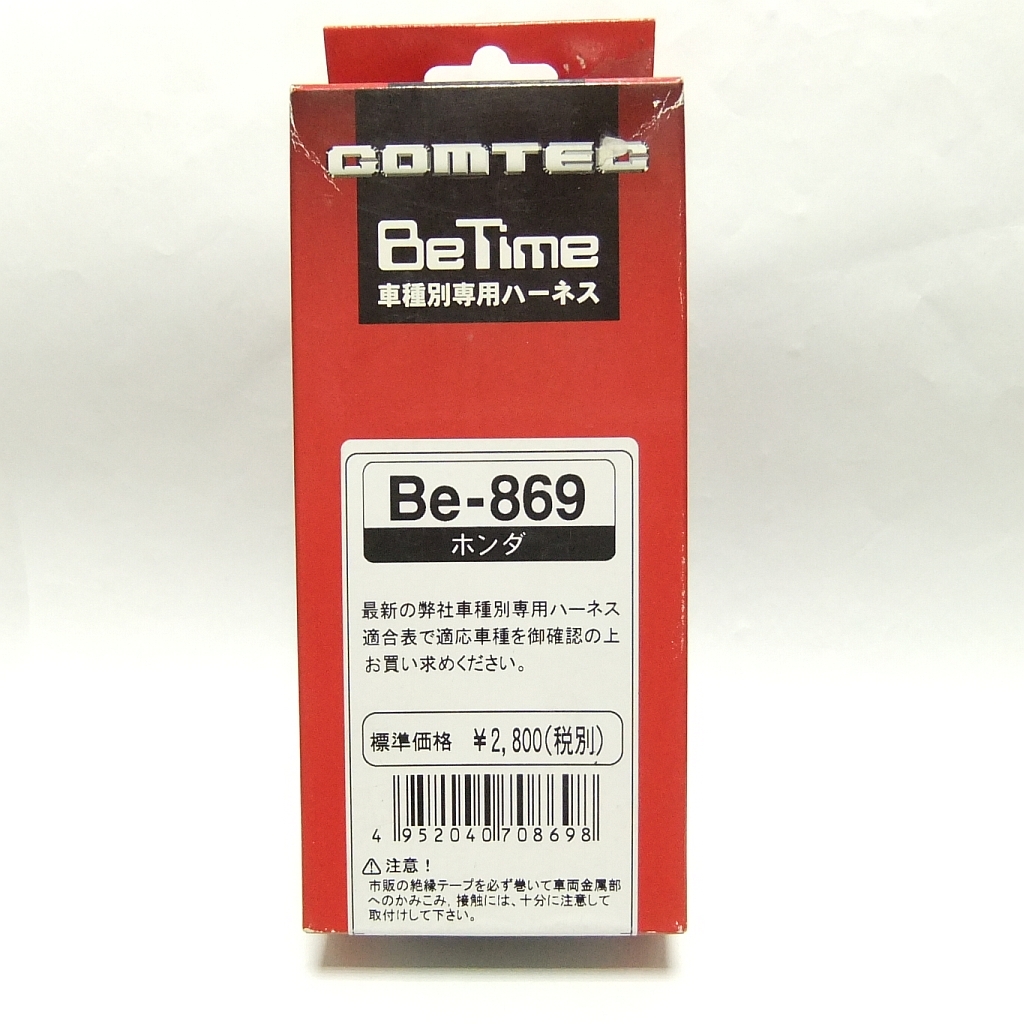 COMTEC
BeTime
車種別専用ハーネス
Be-869
ホンダ
最新の弊社車種別専用ハーネス
適合表で適応車種を御確認の上
お買い求めください。
標準価格 ¥2,800(税別)
4 952040 708698
⚠注意！
市販の絶縁テープを必ず巻いて車両金属部
へのかみこみ，接触には、十分に注意して
取付けして下さい。